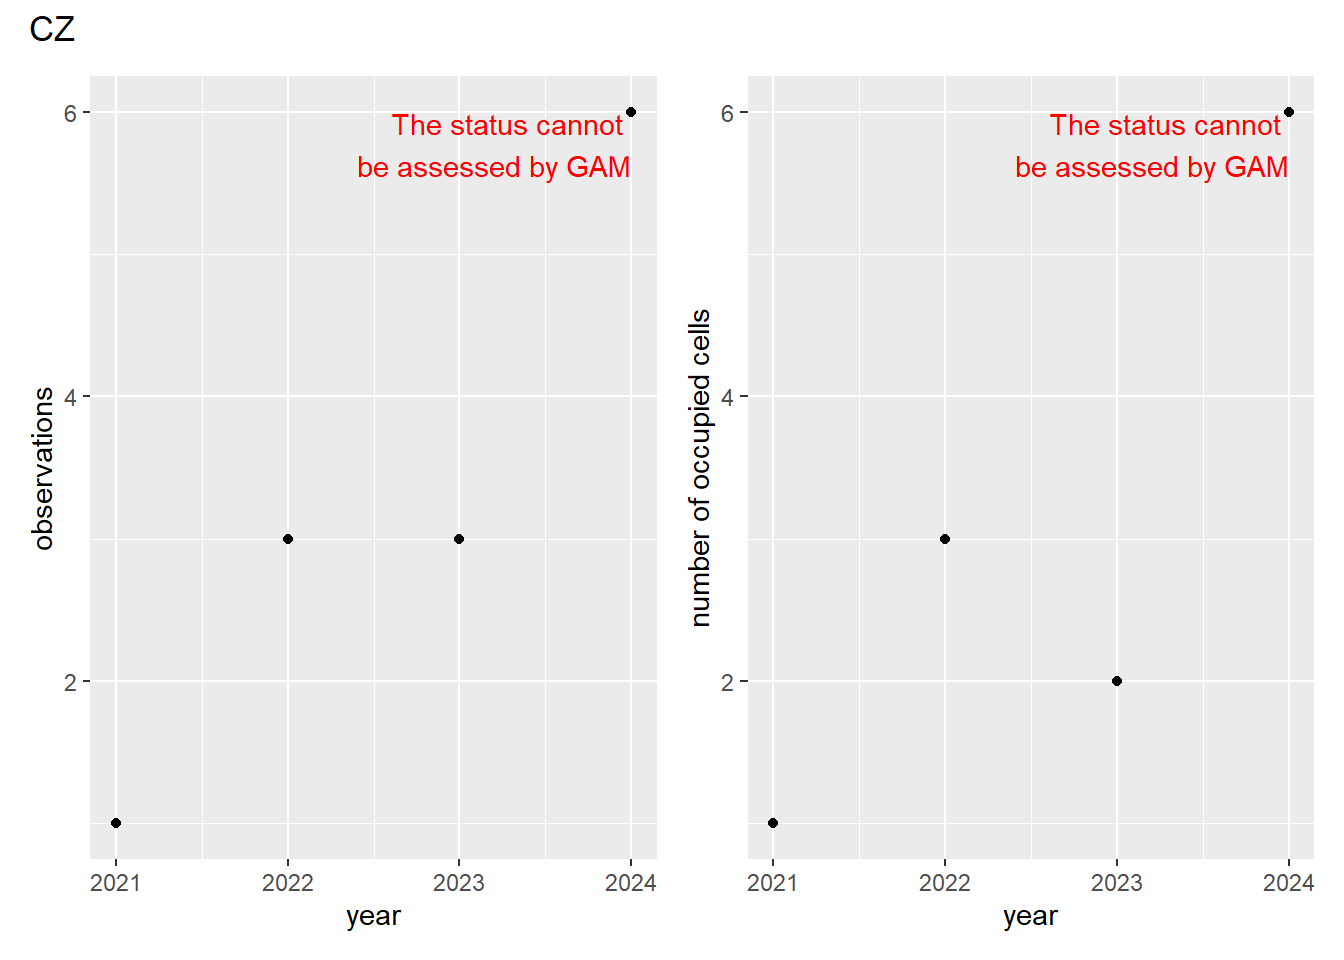 CZ
6
4
2
observations
The status cannot
be assessed by GAM
2021
2022
2023
2024
year
6
4
2
number of occupied cells
The status cannot
be assessed by GAM
2021
2022
2023
2024
year